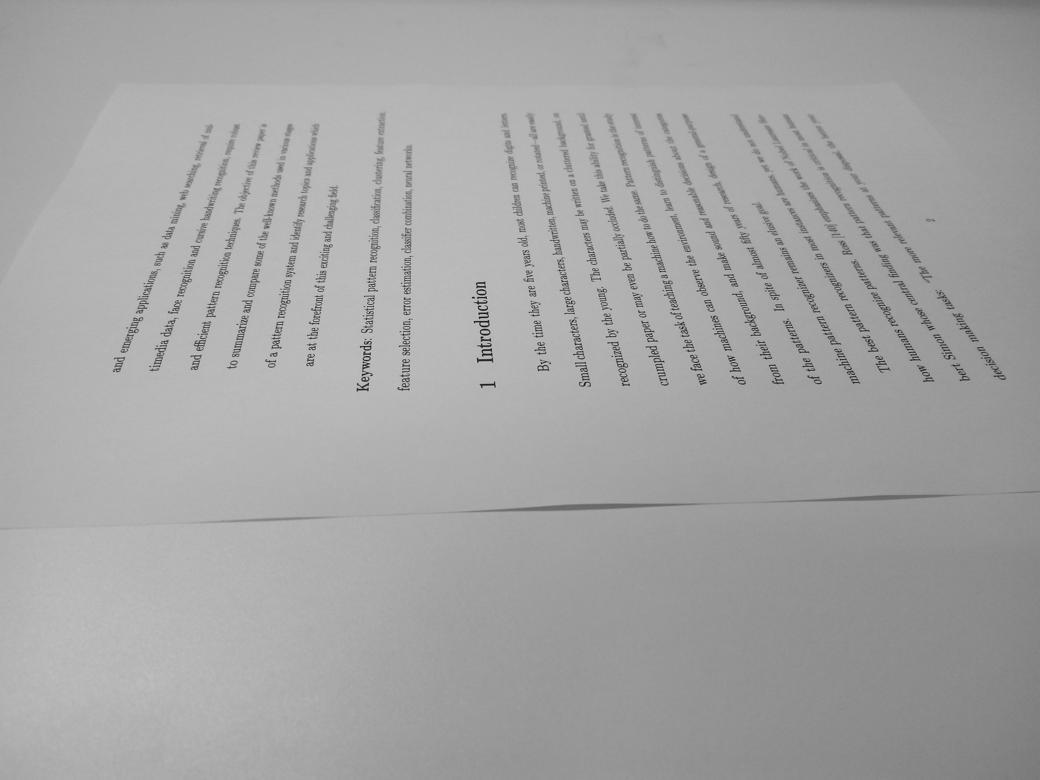 and emerging applications, such as data mining, web searching, retrieval of mul-
timedia data, face recognition and cursive handwriting recognition, require robust
and efficient pattern recognition techniques. The objective of this review paper is
to summarize and compare some of the well-known methods used in various stages
of a pattern recognition system and identify research topics and applications which
are at the forefront of this exciting and challenging field.
Keywords: Statistical pattern recognition, classification, clustering, feature extraction,
feature selection, error estimation, classifier combination, neural networks.
1 Introduction
By the time they are five years old, most children can recognize digits and letters.
Small characters, large characters, handwritten, machine printed, or rotated—all are easily
recognized by the young. The characters may be written on a cluttered background, on
crumpled paper or may even be partially occluded. We take this ability for granted until
we face the task of teaching a machine how to do the same. Pattern recognition is the study
of how machines can observe the environment, learn to distinguish patterns of interest
from their background, and make sound and reasonable decisions about the categories
of the patterns. In spite of almost fifty years of research, design of a general purpose
machine pattern recognizer remains an elusive goal.
The best pattern recognizers in most instances are humans, yet we do not understand
how humans recognize patterns. Ross [140] emphasizes the work of Nobel Laureate Her-
bert Simon whose central finding was that pattern recognition is critical in most human
decision making tasks: "The more relevant patterns at your disposal, the better your
2